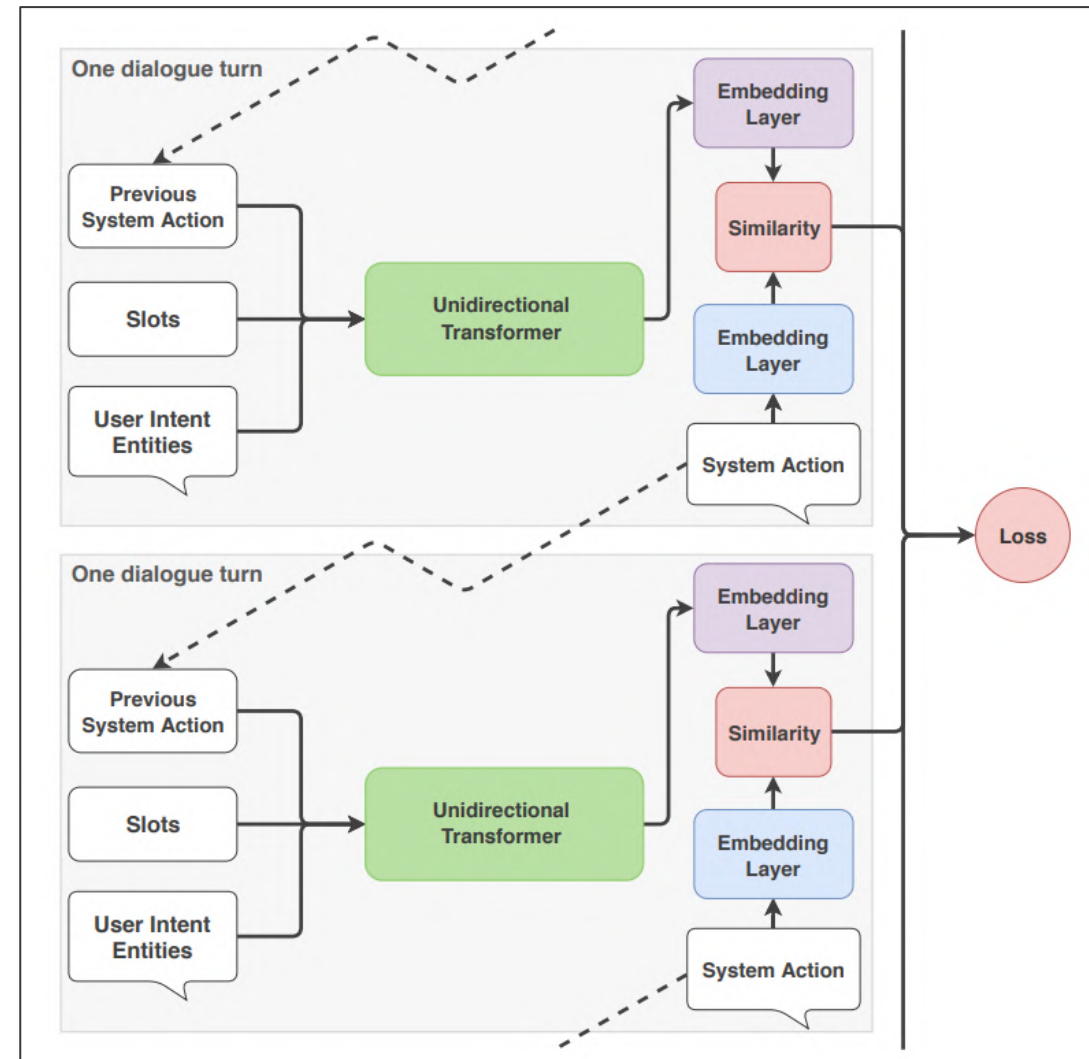 One dialogue turn
Embedding
Layer
Previous
System Action
Similarity
Slots
Unidirectional
Transformer
Embedding
Layer
User Intent
Entities
System Action
Loss
One dialogue turn
Embedding
Layer
Previous
System Action
Similarity
Slots
Unidirectional
Transformer
Embedding
Layer
User Intent
Entities
System Action